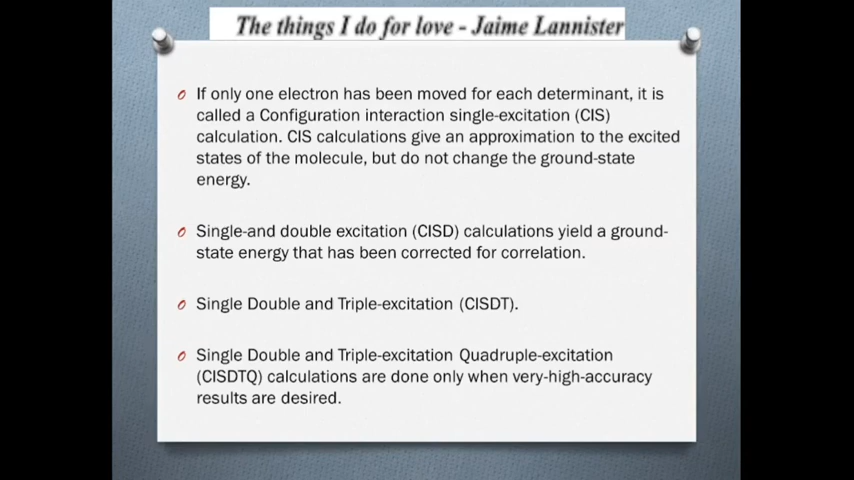 The things I do for love - Jaime Lannister
If only one electron has been moved for each determinant, it is
called a Configuration interaction single-excitation (CIS)
calculation. CIS calculations give an approximation to the excited
states of the molecule, but do not change the ground-state
energy.
Single-and double excitation (CISD) calculations yield a ground-
state energy that has been corrected for correlation.
Single Double and Triple-excitation (CISDT).
Single Double and Triple-excitation Quadruple-excitation
(CISDTQ) calculations are done only when very-high-accuracy
results are desired.